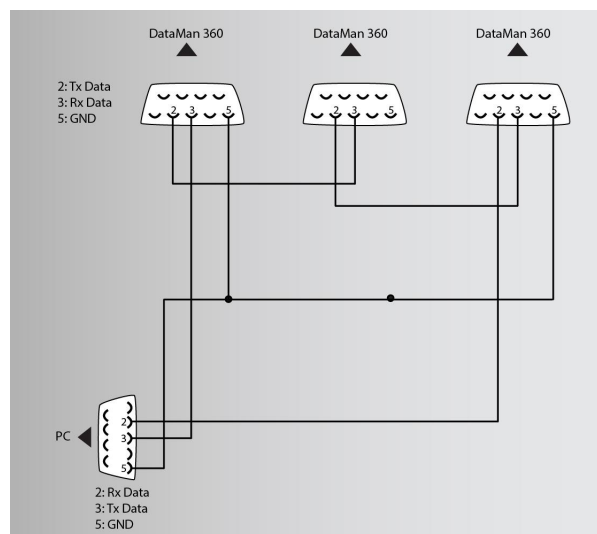 DataMan 360 DataMan 360 DataMan 360
2: Tx Data
3: Rx Data
5: GND
2 3 5 2 3 5 2 3 5
2
PC 3
5
2: Rx Data
3: Tx Data
5: GND